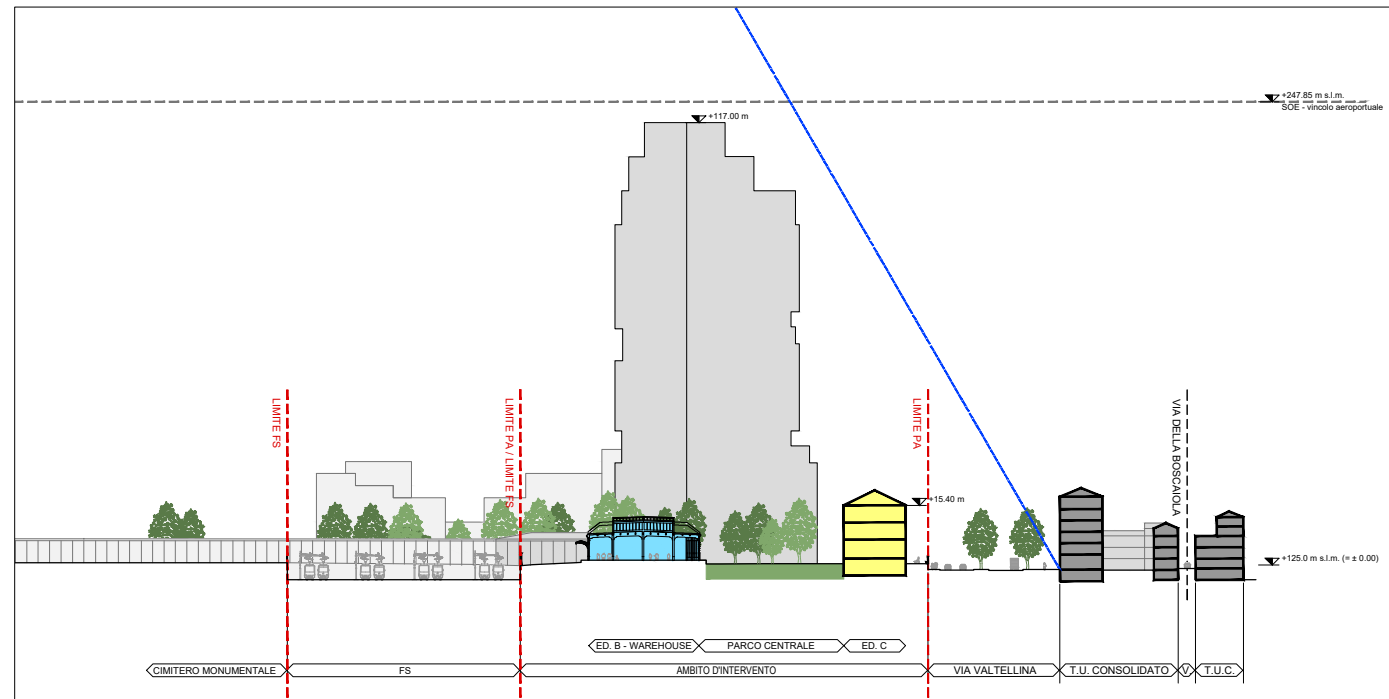 +247.85 m s.l.m.
SOE - vincolo aeroportuale
+117.00 m
LIMITE FS
LIMITE PA / LIMITE FS
LIMITE PA
VIA DELLA BOSCAIOLA
+15.40 m
+125.0 m s.l.m. (= ± 0.00)
ED. B - WAREHOUSE
PARCO CENTRALE
ED. C
CIMITERO MONUMENTALE
FS
AMBITO D'INTERVENTO
VIA VALTELLINA
T.U. CONSOLIDATO
V.
T.U.C.